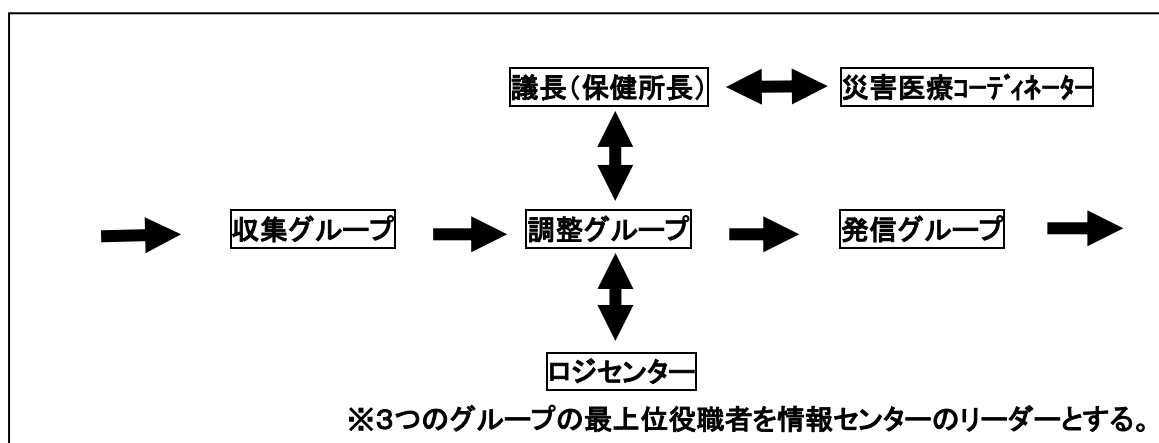 議長（保健所長） 災害医療ｺｰﾃﾞｨﾈｰﾀｰ
収集グループ 調整グループ 発信グループ
ロジセンター
※３つのグループの最上位役職者を情報センターのリーダーとする。